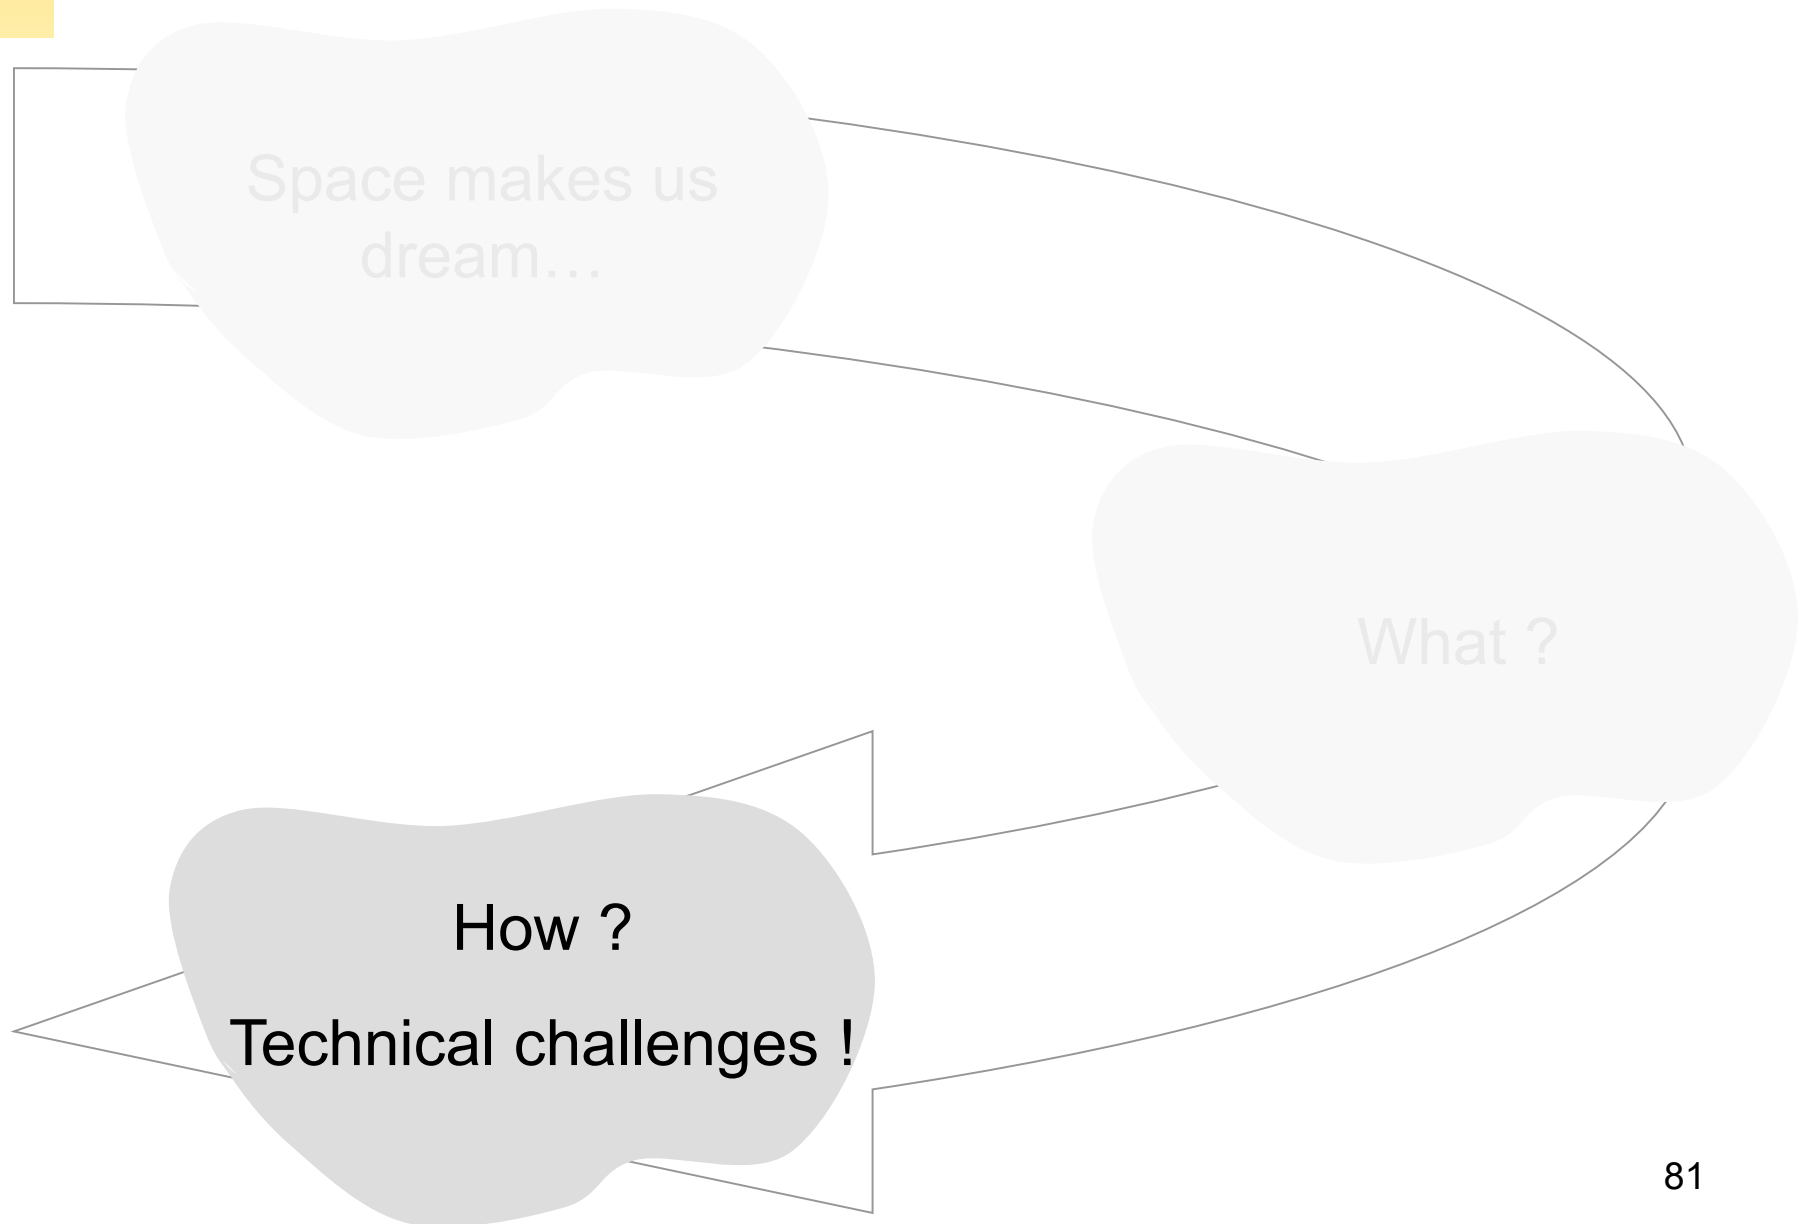 Space makes us
dream…
What ?
How ?
Technical challenges !
81